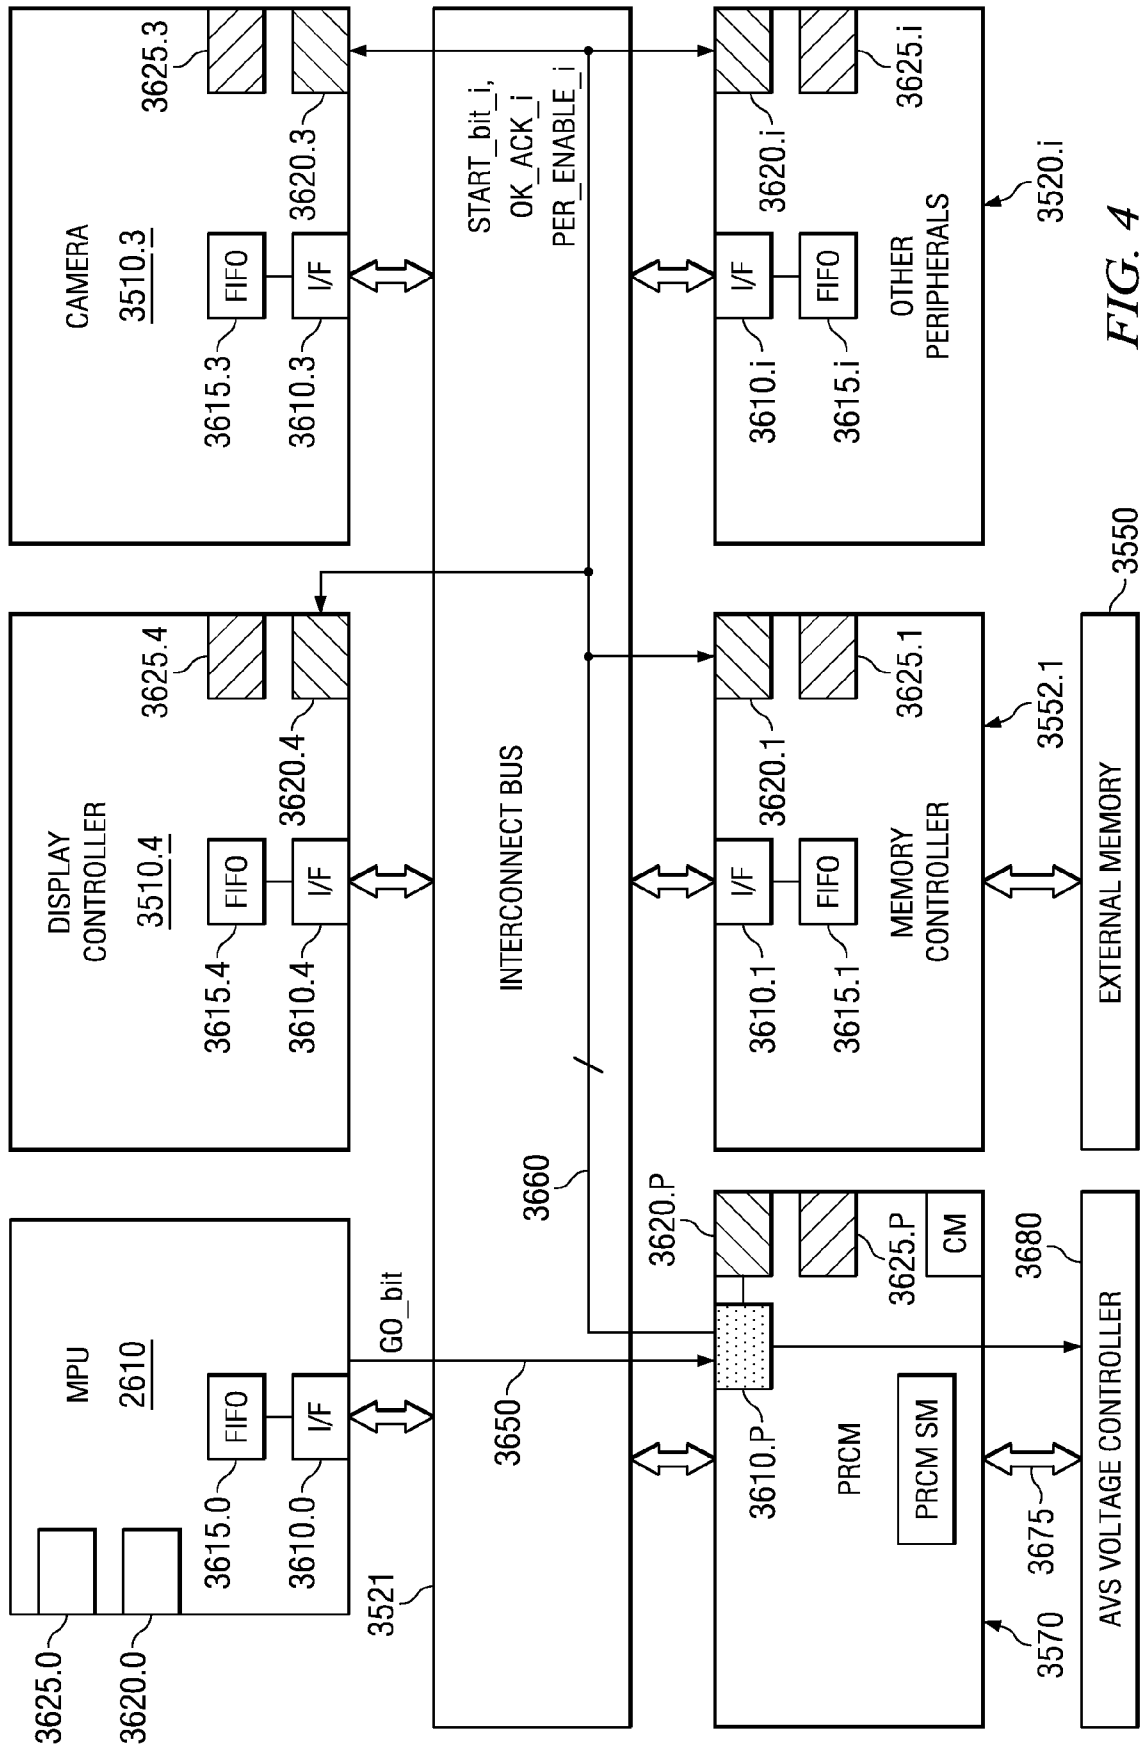 MPU
2610
3625.0
3620.0
FIFO
I/F
3615.0
3610.0
DISPLAY
CONTROLLER
3510.4
FIFO
I/F
3615.4
3610.4
3625.4
3620.4
CAMERA
3510.3
FIFO
I/F
3615.3
3610.3
3625.3
3620.3
3521
GO_bit
3650
3660
INTERCONNECT BUS
START_bit_i,
OK_ACK_i
PER_ENABLE_i
3610.P
3620.P
3625.P
PRCM
PRCM SM
CM
3570
3675
3680
AVS VOLTAGE CONTROLLER
I/F
FIFO
3610.1
3615.1
3620.1
3625.1
MEMORY
CONTROLLER
3552.1
EXTERNAL MEMORY
3550
I/F
FIFO
3610.i
3615.i
3620.i
3625.i
OTHER
PERIPHERALS
3520.i
FIG. 4